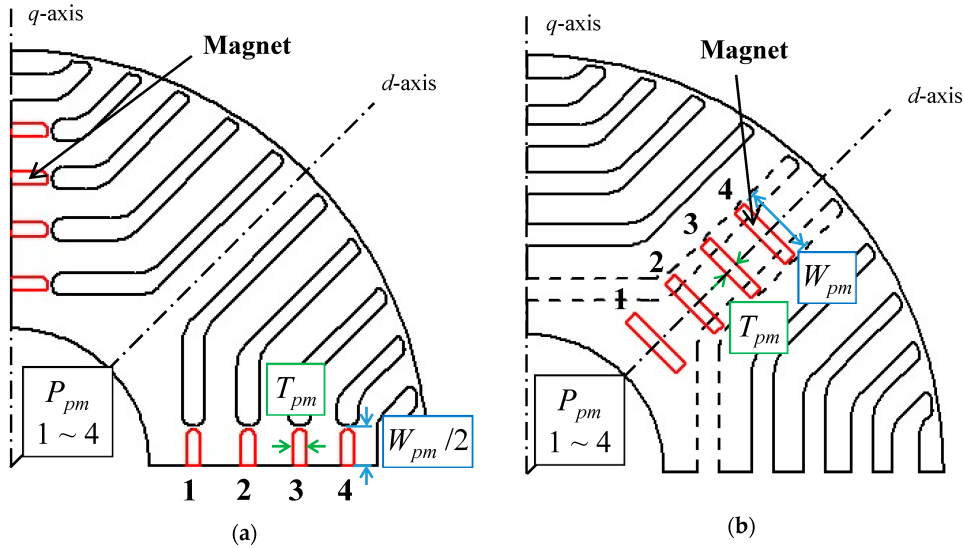 q-axis
Magnet
d-axis
P_pm
1 ~ 4
T_pm
W_pm/2
1 2 3 4
(a)
q-axis
Magnet
d-axis
4
3
2
1
W_pm
T_pm
P_pm
1 ~ 4
(b)